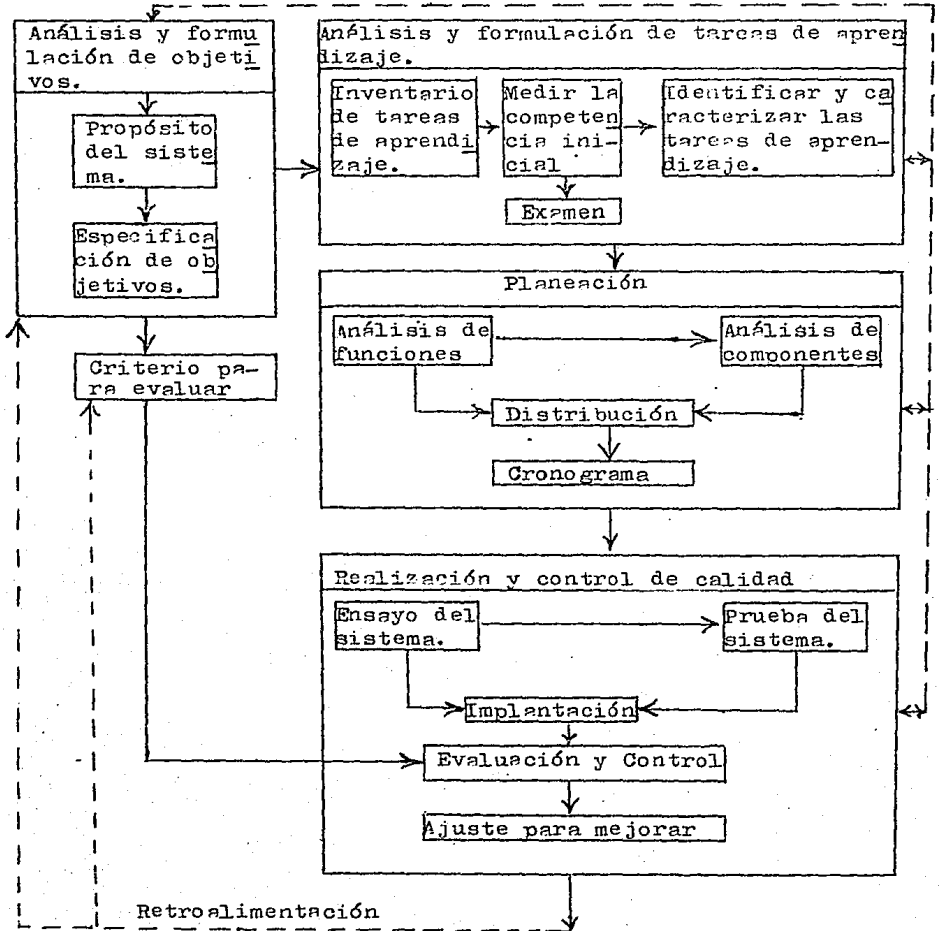 Análisis y formu
lación de objeti
vos.
Propósito
del siste
ma.
Especifica
ción de ob
jetivos.
Criterio pa-
ra evaluar
Análisis y formulación de tareas de apren
dizaje.
Inventario
de tareas
de aprendi
zaje.
Medir la
competen
cia ini-
cial
Identificar y ca
racterizar las
tareas de apren-
dizaje.
Examen
Planeación
Análisis de
funciones
Análisis de
componentes
Distribución
Cronograma
Realización y control de calidad
Ensayo del
sistema.
Prueba del
sistema.
Implantación
Evaluación y Control
Ajuste para mejorar
Retroalimentación